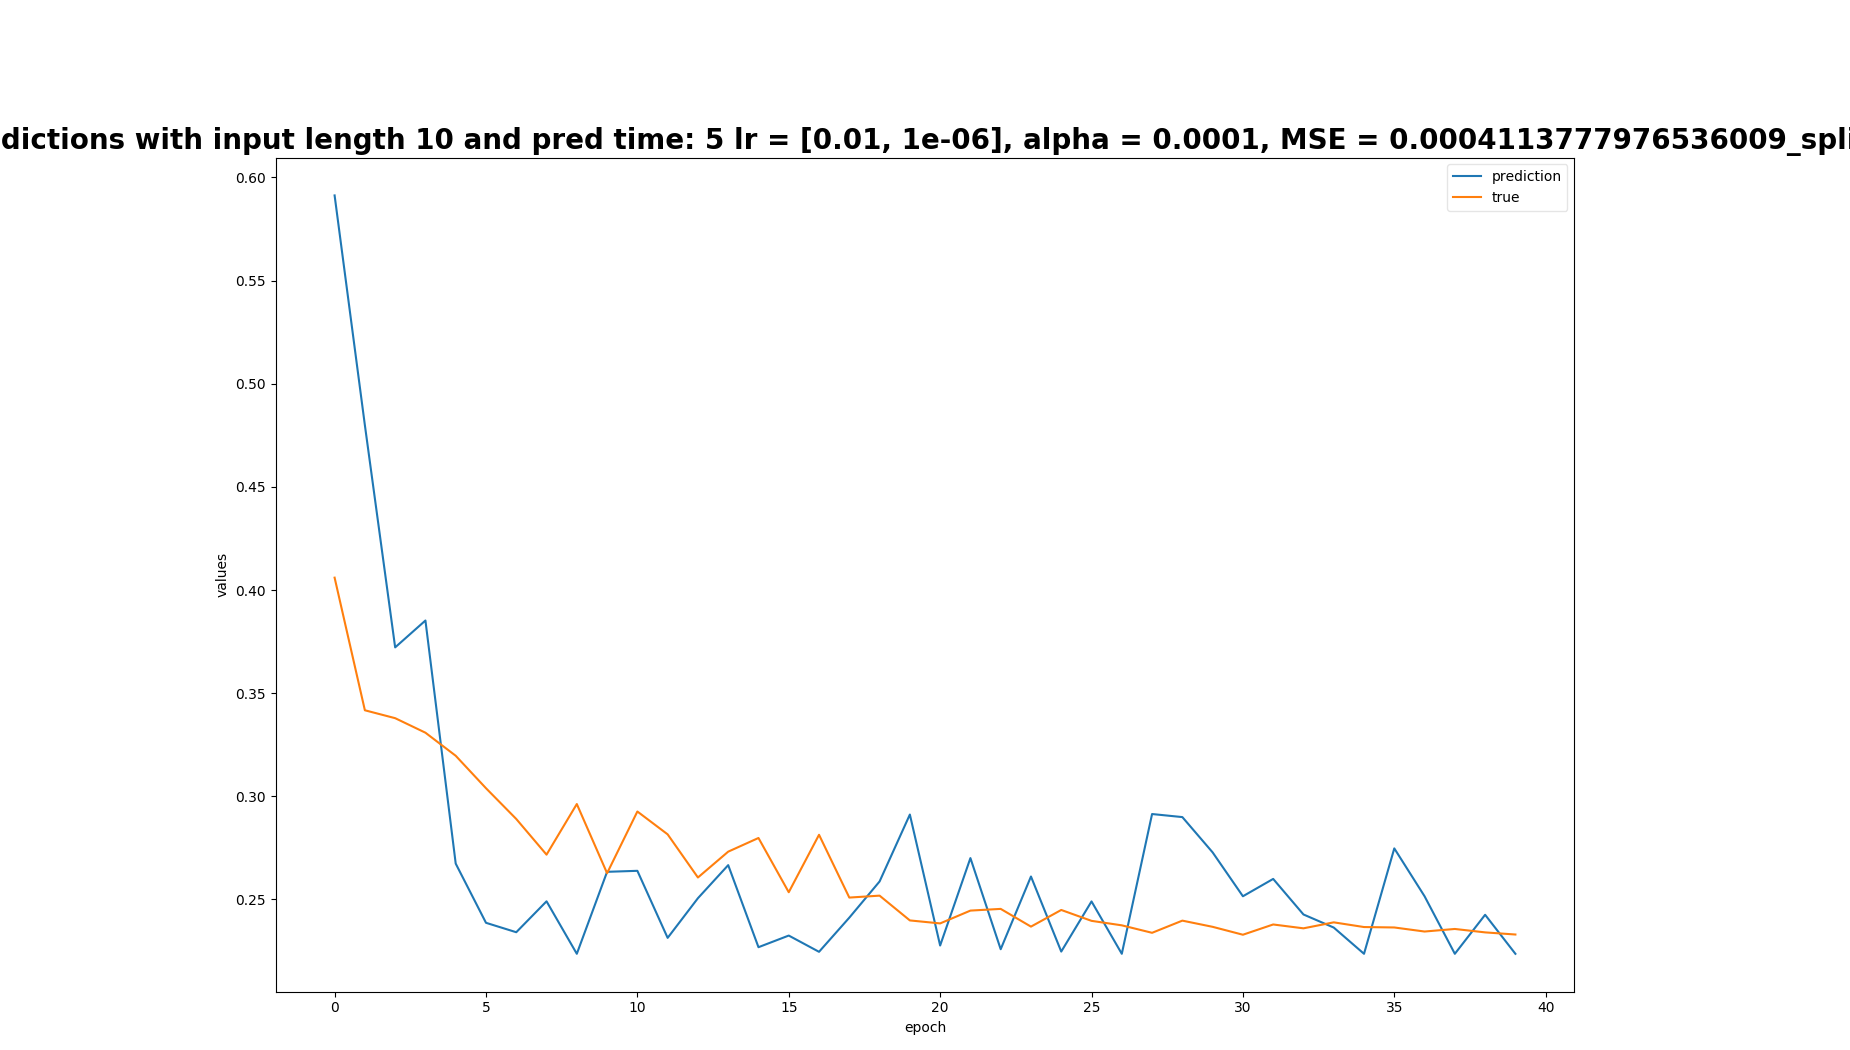 dictions with input length 10 and pred time: 5 lr = [0.01, 1e-06], alpha = 0.0001, MSE = 0.0004113777976536009_spli
prediction
true
0.60
0.55
0.50
0.45
0.40
0.35
0.30
0.25
values
0 5 10 15 20 25 30 35 40
epoch